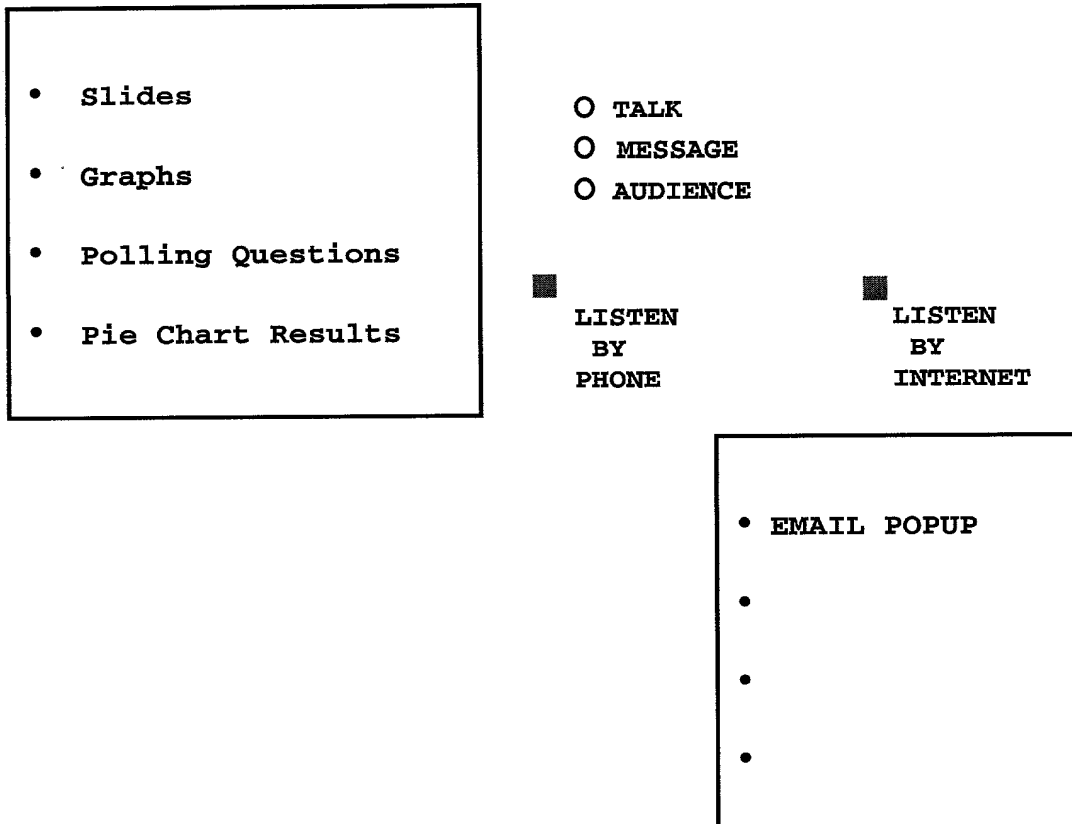 • Slides
• Graphs
• Polling Questions
• Pie Chart Results
O TALK
O MESSAGE
O AUDIENCE
LISTEN
BY
PHONE
LISTEN
BY
INTERNET
• EMAIL POPUP
•
•
•